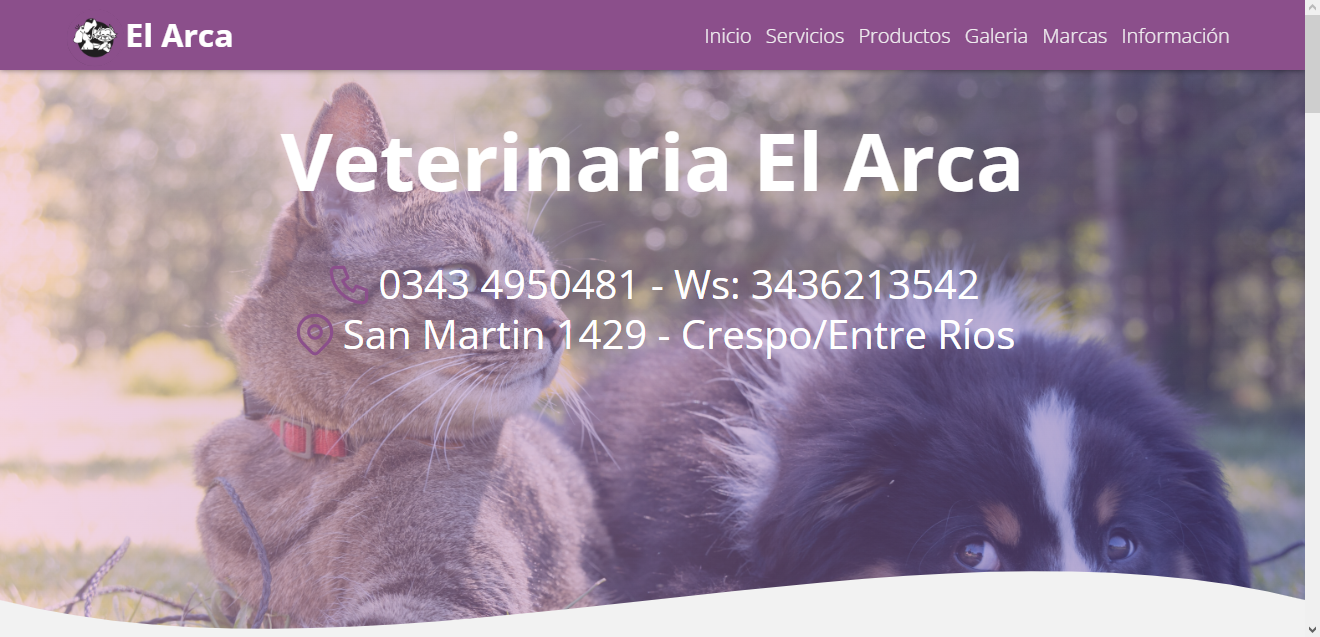 El Arca
Inicio Servicios Productos Galeria Marcas Información
Veterinaria El Arca
0343 4950481 - Ws: 3436213542
San Martin 1429 - Crespo/Entre Ríos